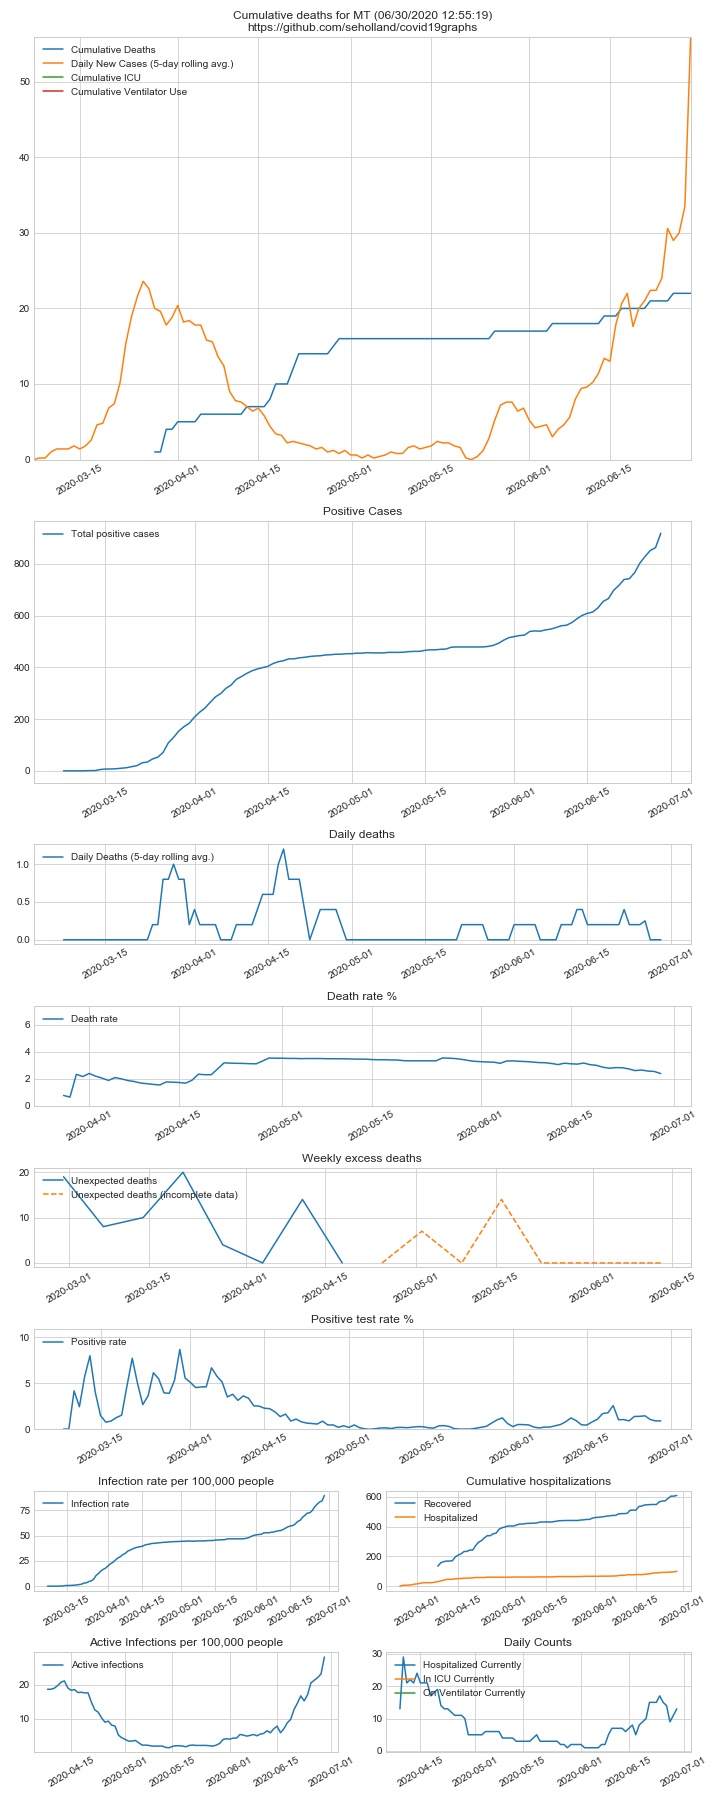 Cumulative deaths for MT (06/30/2020 12:55:19)
https://github.com/seholland/covid19graphs
Cumulative Deaths
Daily New Cases (5-day rolling avg.)
Cumulative ICU
Cumulative Ventilator Use
50
40
30
20
10
0
2020-03-15 2020-04-01 2020-04-15 2020-05-01 2020-05-15 2020-06-01 2020-06-15
Positive Cases
Total positive cases
800
600
400
200
0
2020-03-15 2020-04-01 2020-04-15 2020-05-01 2020-05-15 2020-06-01 2020-06-15 2020-07-01
Daily deaths
Daily Deaths (5-day rolling avg.)
1.0
0.5
0.0
2020-03-15 2020-04-01 2020-04-15 2020-05-01 2020-05-15 2020-06-01 2020-06-15 2020-07-01
Death rate %
Death rate
6
4
2
0
2020-04-01 2020-04-15 2020-05-01 2020-05-15 2020-06-01 2020-06-15 2020-07-01
Weekly excess deaths
20
Unexpected deaths
Unexpected deaths (incomplete data)
10
0
2020-03-01 2020-03-15 2020-04-01 2020-04-15 2020-05-01 2020-05-15 2020-06-01 2020-06-15
Positive test rate %
10
Positive rate
5
0
2020-03-15 2020-04-01 2020-04-15 2020-05-01 2020-05-15 2020-06-01 2020-06-15 2020-07-01
Infection rate per 100,000 people
Infection rate
75
50
25
0
2020-03-15 2020-04-01 2020-04-15 2020-05-01 2020-05-15 2020-06-01 2020-06-15 2020-07-01
Cumulative hospitalizations
600
Recovered
Hospitalized
400
200
0
2020-04-01 2020-04-15 2020-05-01 2020-05-15 2020-06-01 2020-06-15 2020-07-01
Active Infections per 100,000 people
Active infections
20
10
2020-04-15 2020-05-01 2020-05-15 2020-06-01 2020-06-15 2020-07-01
Daily Counts
30
Hospitalized Currently
In ICU Currently
On Ventilator Currently
20
10
0
2020-04-15 2020-05-01 2020-05-15 2020-06-01 2020-06-15 2020-07-01